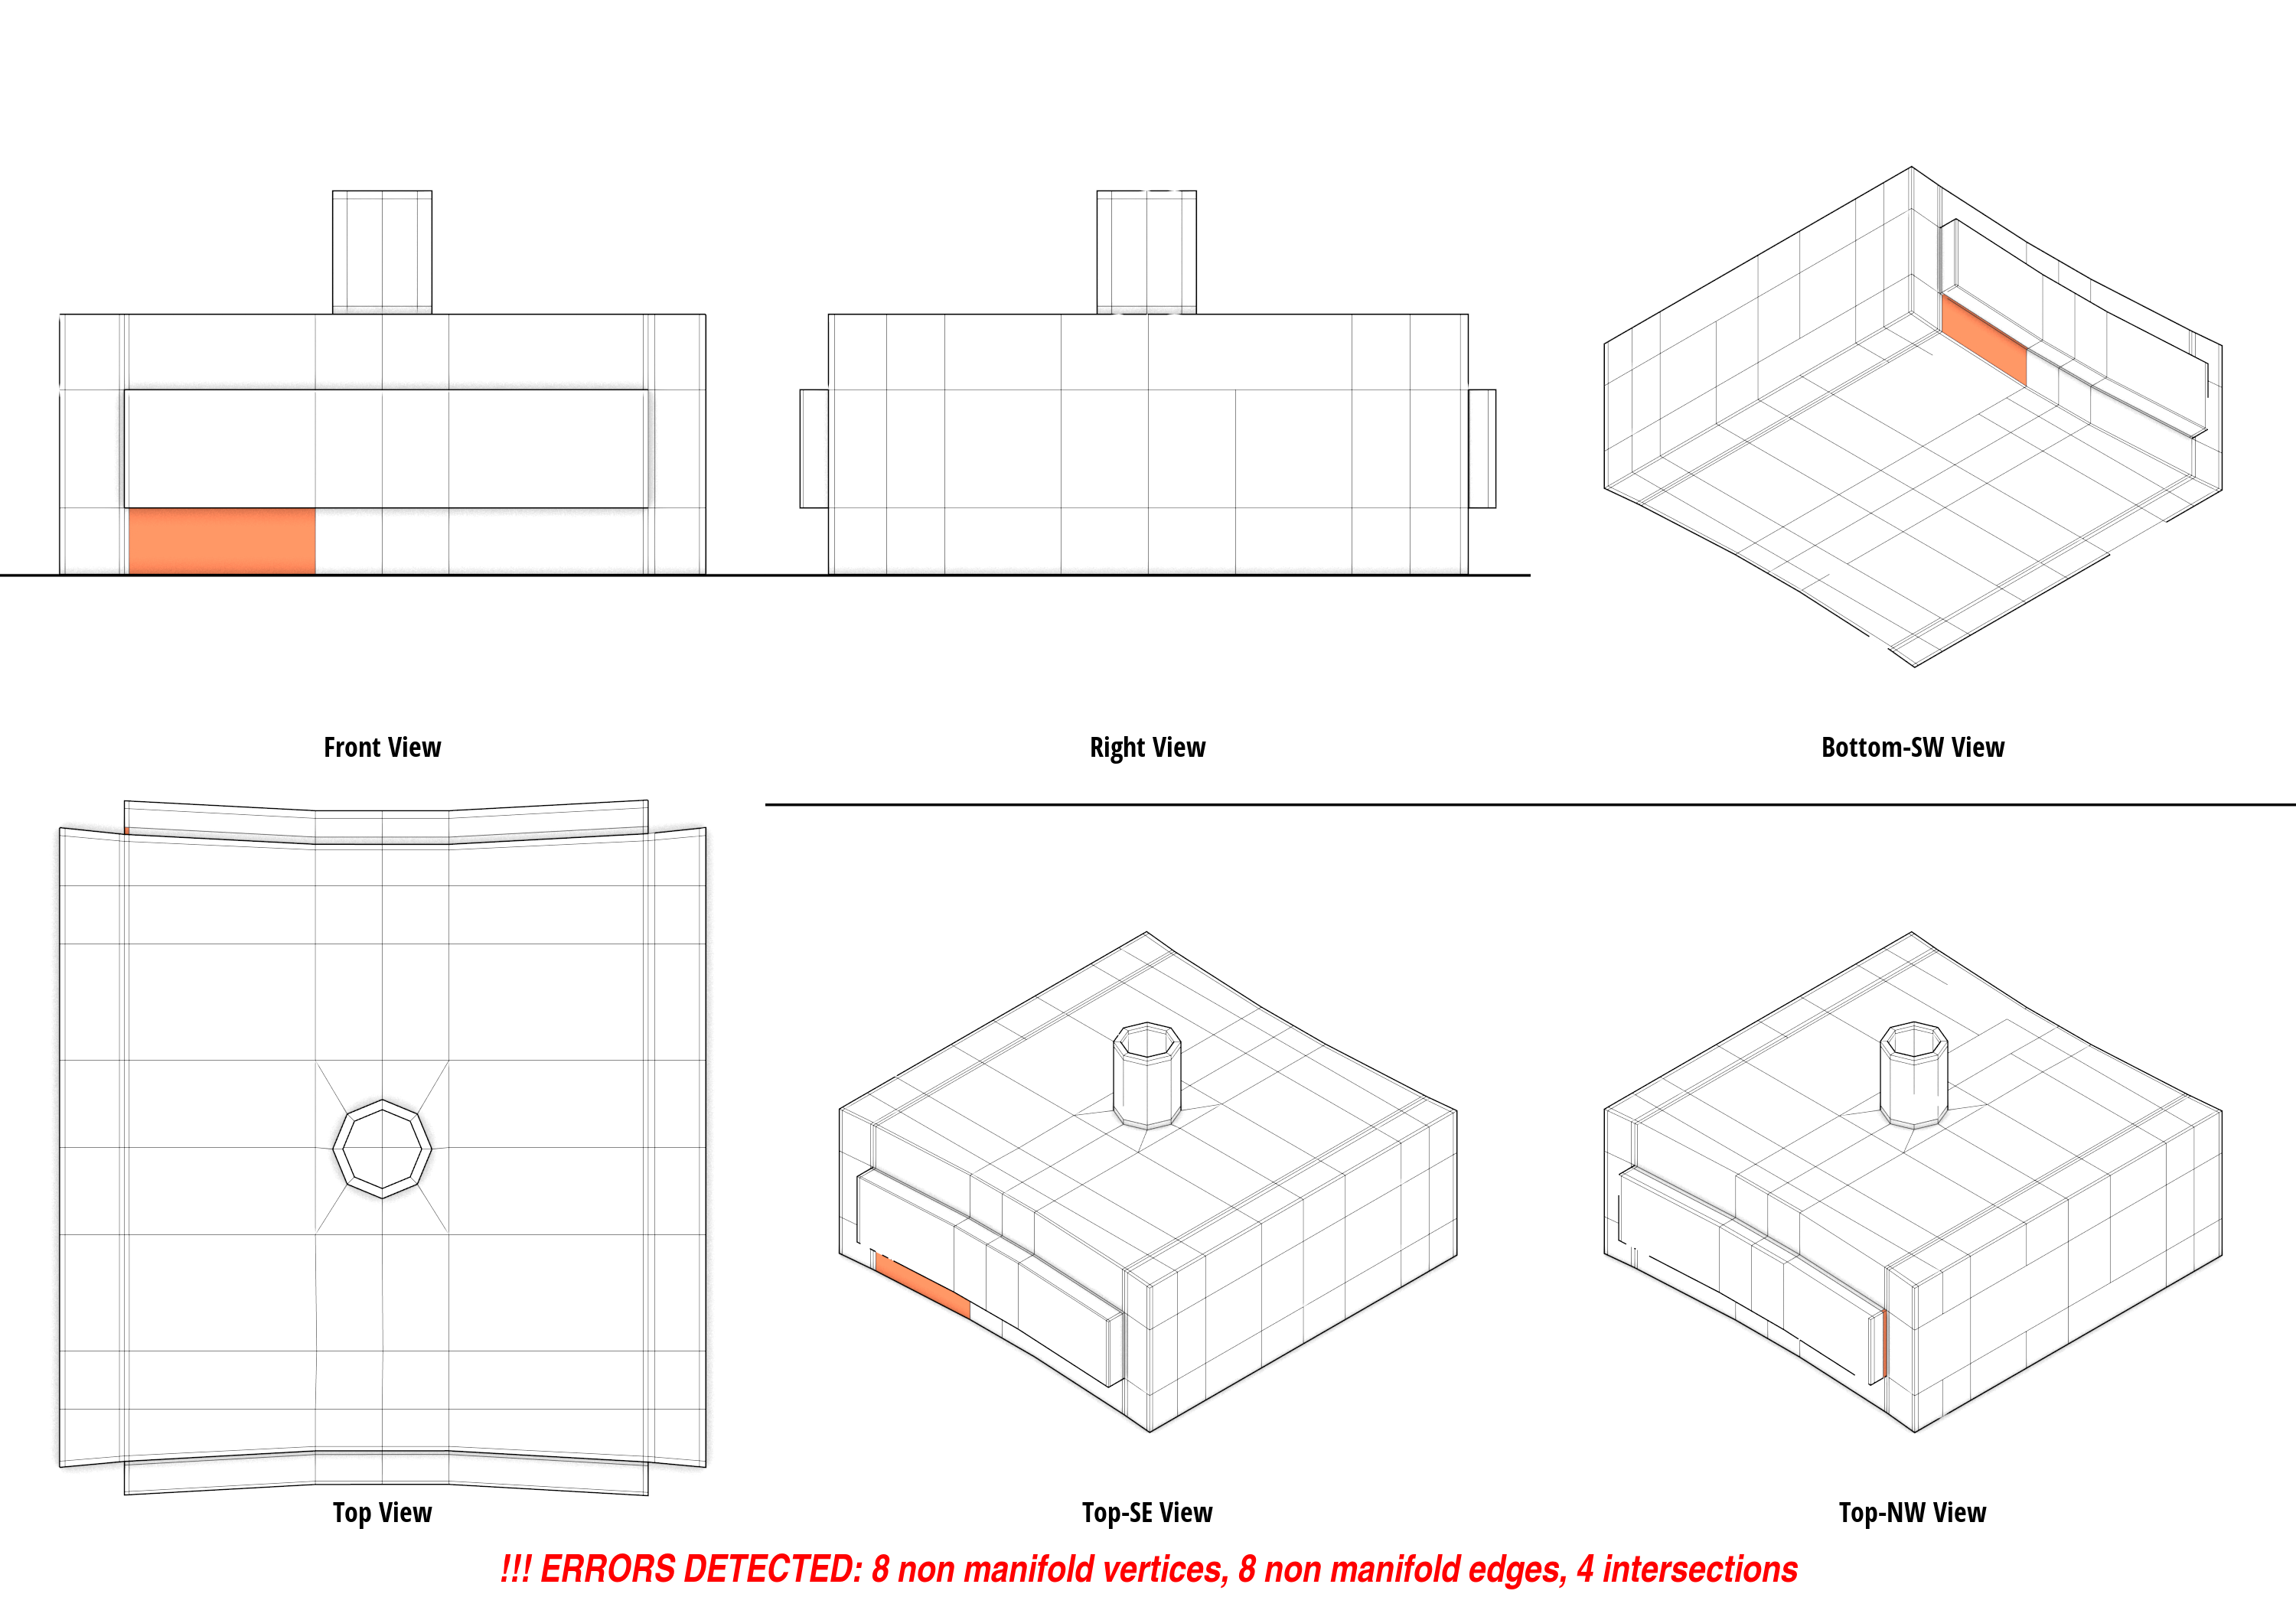 Front View
Right View
Bottom-SW View
Top View
Top-SE View
Top-NW View
!!! ERRORS DETECTED: 8 non manifold vertices, 8 non manifold edges, 4 intersections